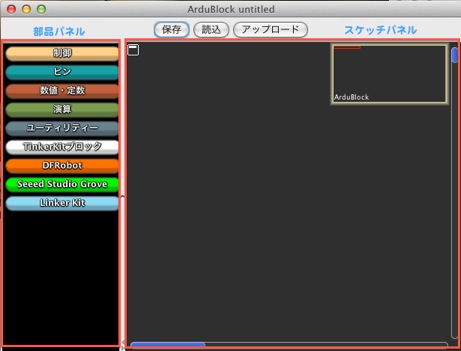 ArduBlock untitled
部品パネル
保存
読込
アップロード
スケッチパネル
制御
ピン
数値・定数
演算
ユーティリティー
TinkerKitブロック
DFRobot
Seeed Studio Grove
Linker Kit
ArduBlock